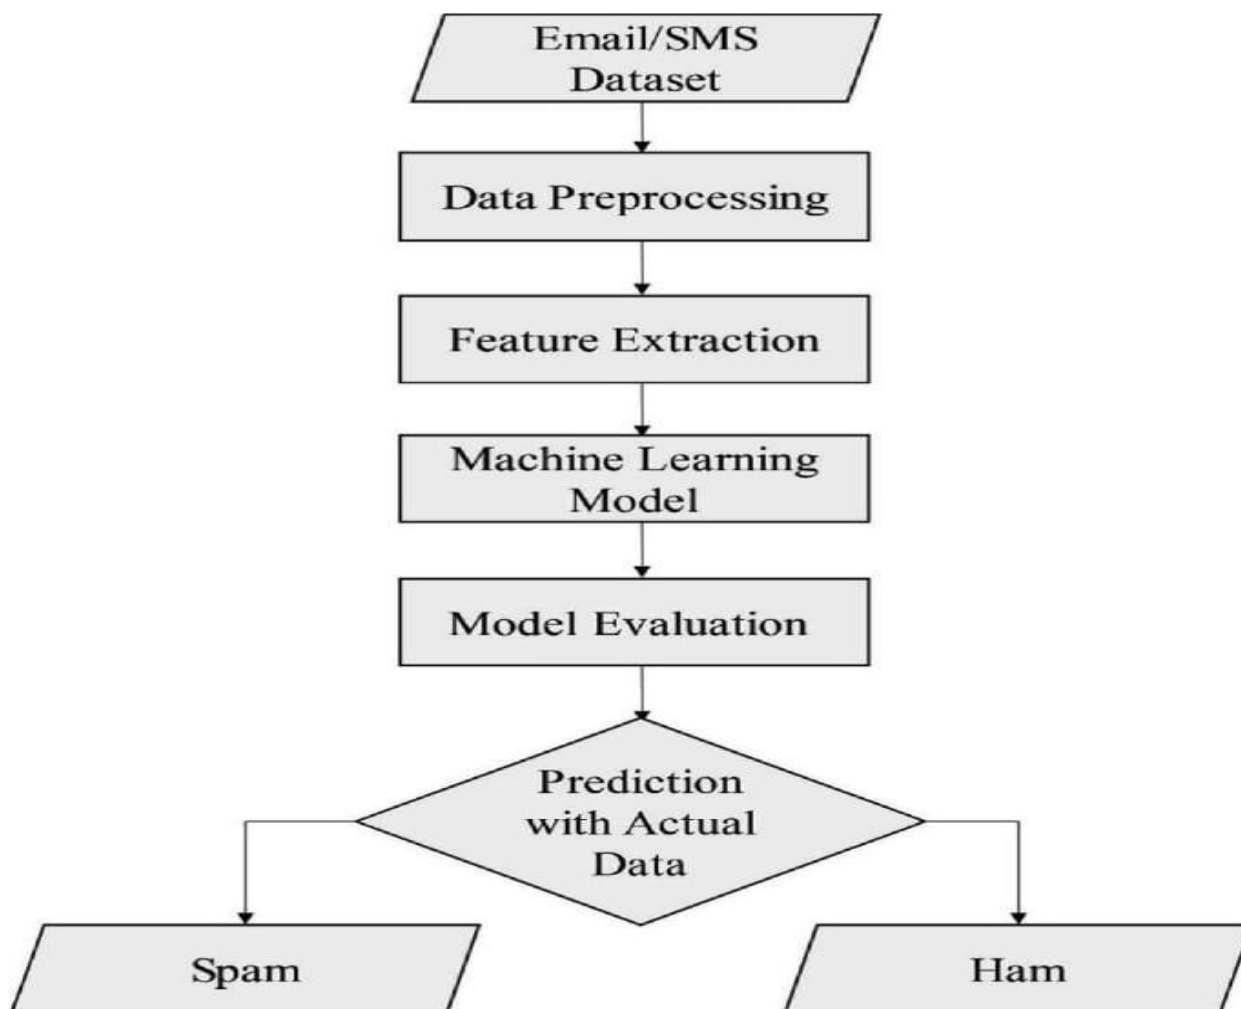 Email/SMS
Dataset
Data Preprocessing
Feature Extraction
Machine Learning
Model
Model Evaluation
Prediction
with Actual
Data
Spam
Ham